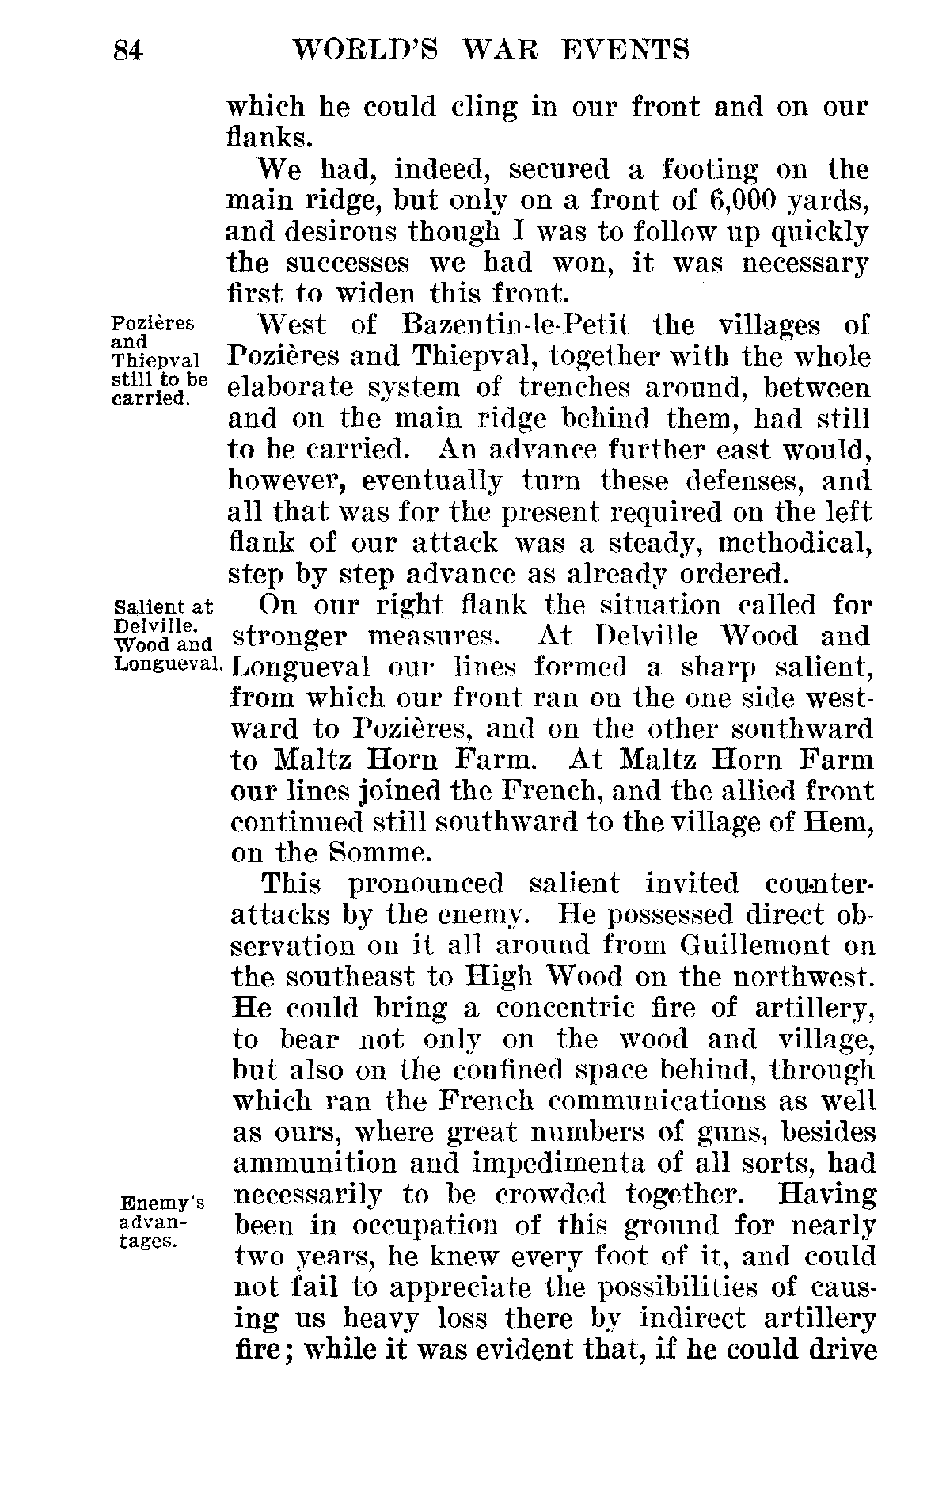 84 WORLD'S WAR EVENTS
which he could cling in our front and on our
flanks.
We had, indeed, secured a footing on the
main ridge, but only on a front of 6,000 yards,
and desirous though I was to follow up quickly
the successes we had won, it was necessary
first to widen this front.
Pozières
and
Thiepval
still to be
carried.
West of Bazentin-le-Petit the villages of
Pozières and Thiepval, together with the whole
elaborate system of trenches around, between
and on the main ridge behind them, had still
to be carried. An advance further east would,
however, eventually turn these defenses, and
all that was for the present required on the left
flank of our attack was a steady, methodical,
step by step advance as already ordered.
Salient at
Delville.
Wood and
Longueval.
On our right flank the situation called for
stronger measures. At Delville Wood and
Longueval our lines formed a sharp salient,
from which our front ran on the one side west-
ward to Pozières, and on the other southward
to Maltz Horn Farm. At Maltz Horn Farm
our lines joined the French, and the allied front
continued still southward to the village of Hem,
on the Somme.
This pronounced salient invited counter-
attacks by the enemy. He possessed direct ob-
servation on it all around from Guillemont on
the southeast to High Wood on the northwest.
He could bring a concentric fire of artillery,
to bear not only on the wood and village,
but also on the confined space behind, through
which ran the French communications as well
as ours, where great numbers of guns, besides
ammunition and impedimenta of all sorts, had
Enemy's
advan-
tages.
necessarily to be crowded together. Having
been in occupation of this ground for nearly
two years, he knew every foot of it, and could
not fail to appreciate the possibilities of caus-
ing us heavy loss there by indirect artillery
fire; while it was evident that, if he could drive